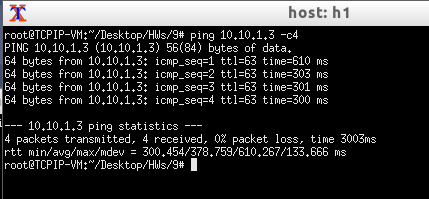 host: h1
root@TCPIP-VM:~/Desktop/HWs/9# ping 10.10.1.3 -c4
PING 10.10.1.3 (10.10.1.3) 56(84) bytes of data.
64 bytes from 10.10.1.3: icmp_seq=1 ttl=63 time=610 ms
64 bytes from 10.10.1.3: icmp_seq=2 ttl=63 time=303 ms
64 bytes from 10.10.1.3: icmp_seq=3 ttl=63 time=301 ms
64 bytes from 10.10.1.3: icmp_seq=4 ttl=63 time=300 ms

--- 10.10.1.3 ping statistics ---
4 packets transmitted, 4 received, 0% packet loss, time 3003ms
rtt min/avg/max/mdev = 300.454/378.759/610.267/133.666 ms
root@TCPIP-VM:~/Desktop/HWs/9#